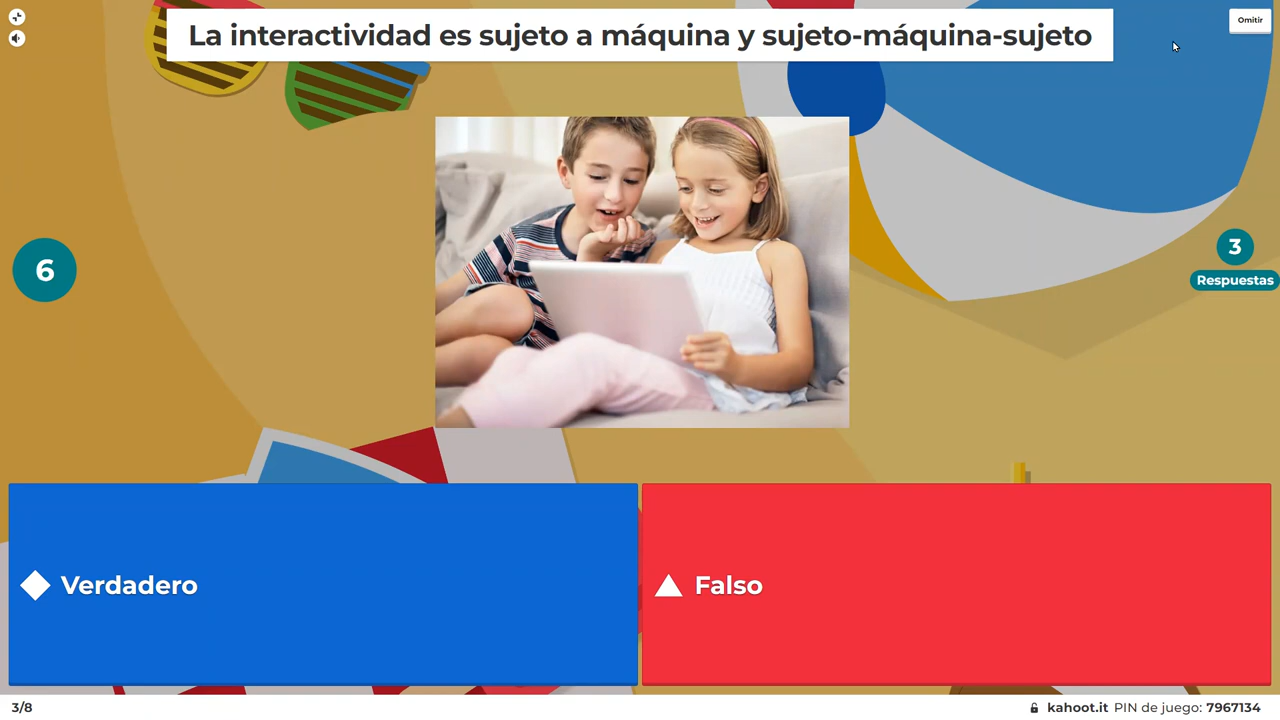 La interactividad es sujeto a máquina y sujeto-máquina-sujeto
Omitir
6
3
Respuestas
Verdadero
Falso
3/8
kahoot.it PIN de juego: 7967134